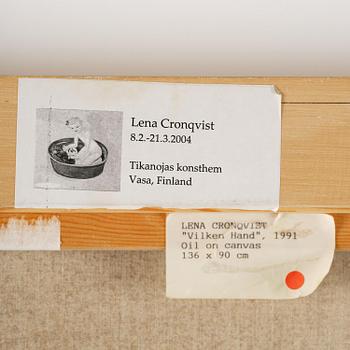 Lena Cronqvist
8.2.-21.3.2004
Tikanojas konsthem
Vasa, Finland
LENA CRONQVIST
"Vilken Hand", 1991
Oil on canvas
136 x 90 cm